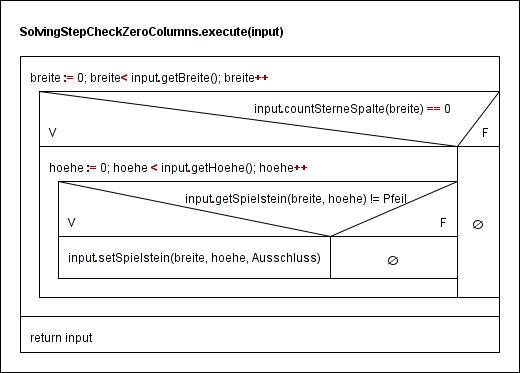 SolvingStepCheckZeroColumns.execute(input)
breite := 0; breite< input.getBreite(); breite++
input.countSterneSpalte(breite) == 0
V F
hoehe := 0; hoehe < input.getHoehe(); hoehe++
input.getSpielstein(breite, hoehe) != Pfeil
V F
∅
input.setSpielstein(breite, hoehe, Ausschluss) ∅
return input